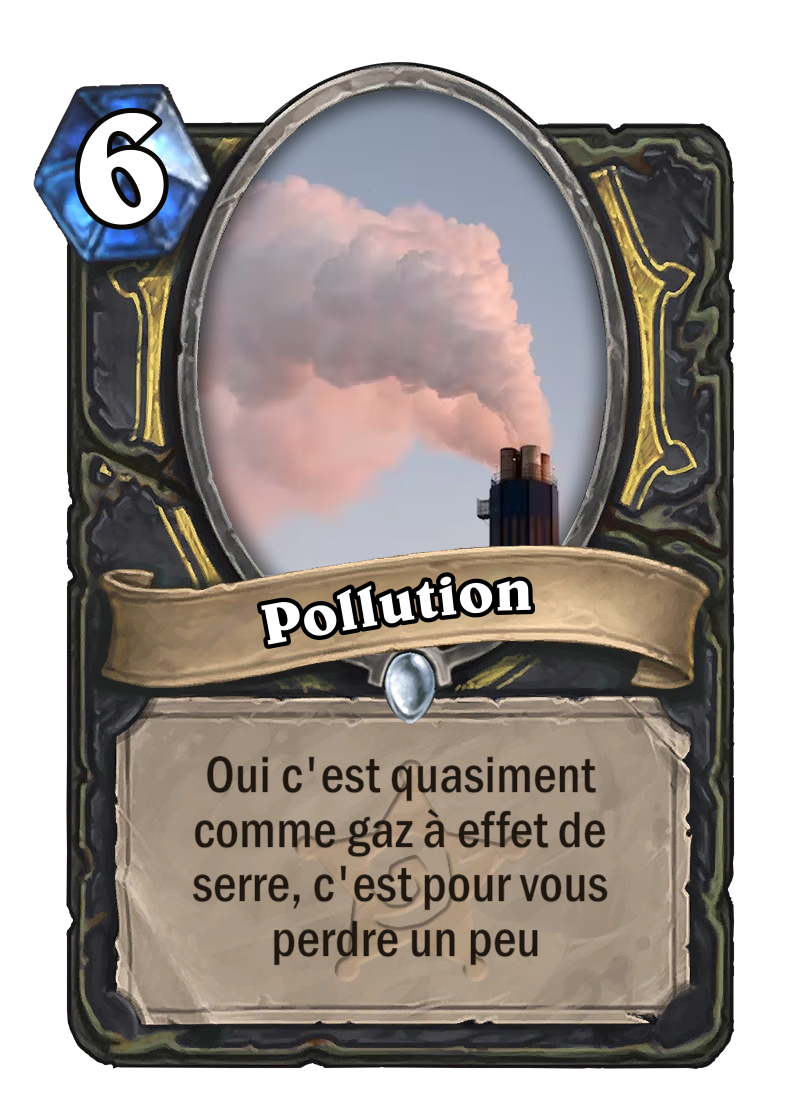 6
Pollution
Oui c'est quasiment
comme gaz à effet de
serre, c'est pour vous
perdre un peu